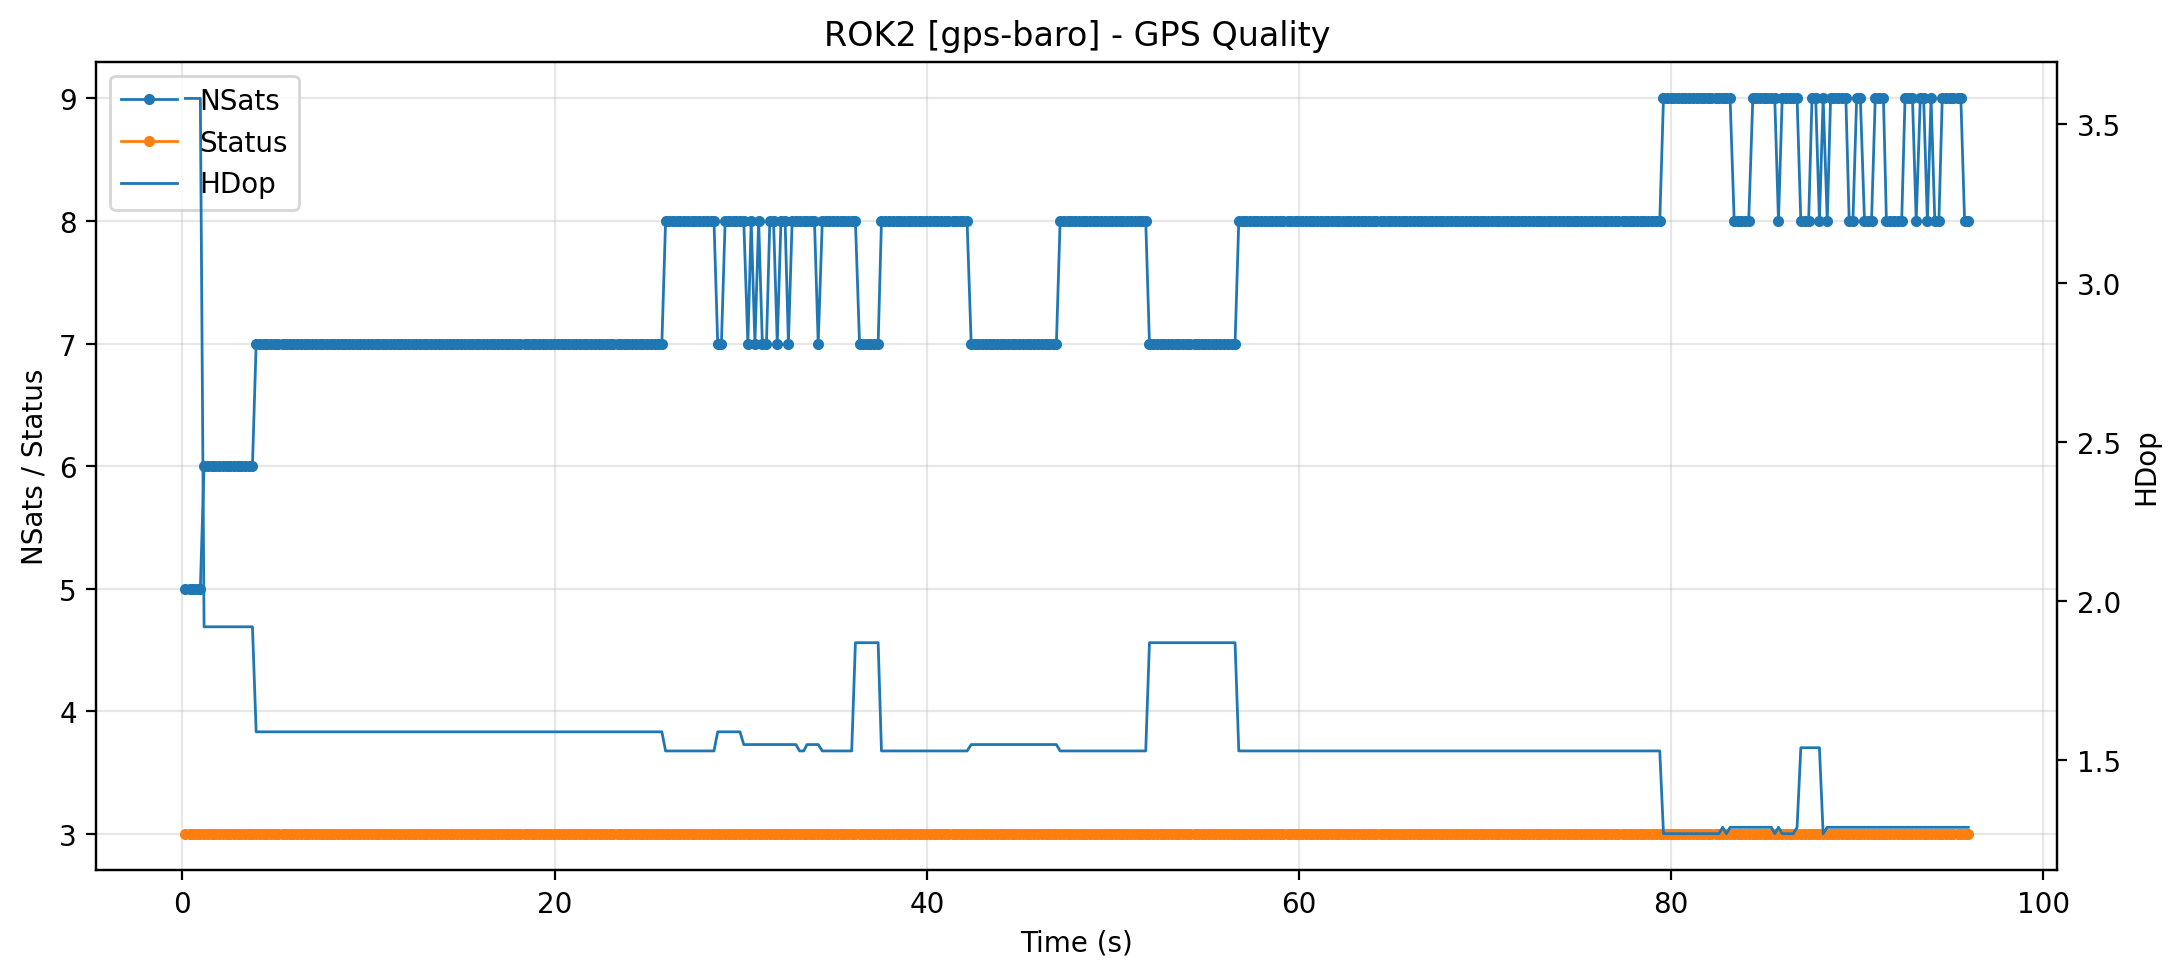 ROK2 [gps-baro] - GPS Quality
NSats
Status
HDop
9
8
7
6
5
4
3
NSats / Status
3.5
3.0
2.5
2.0
1.5
HDop
0
20
40
60
80
100
Time (s)